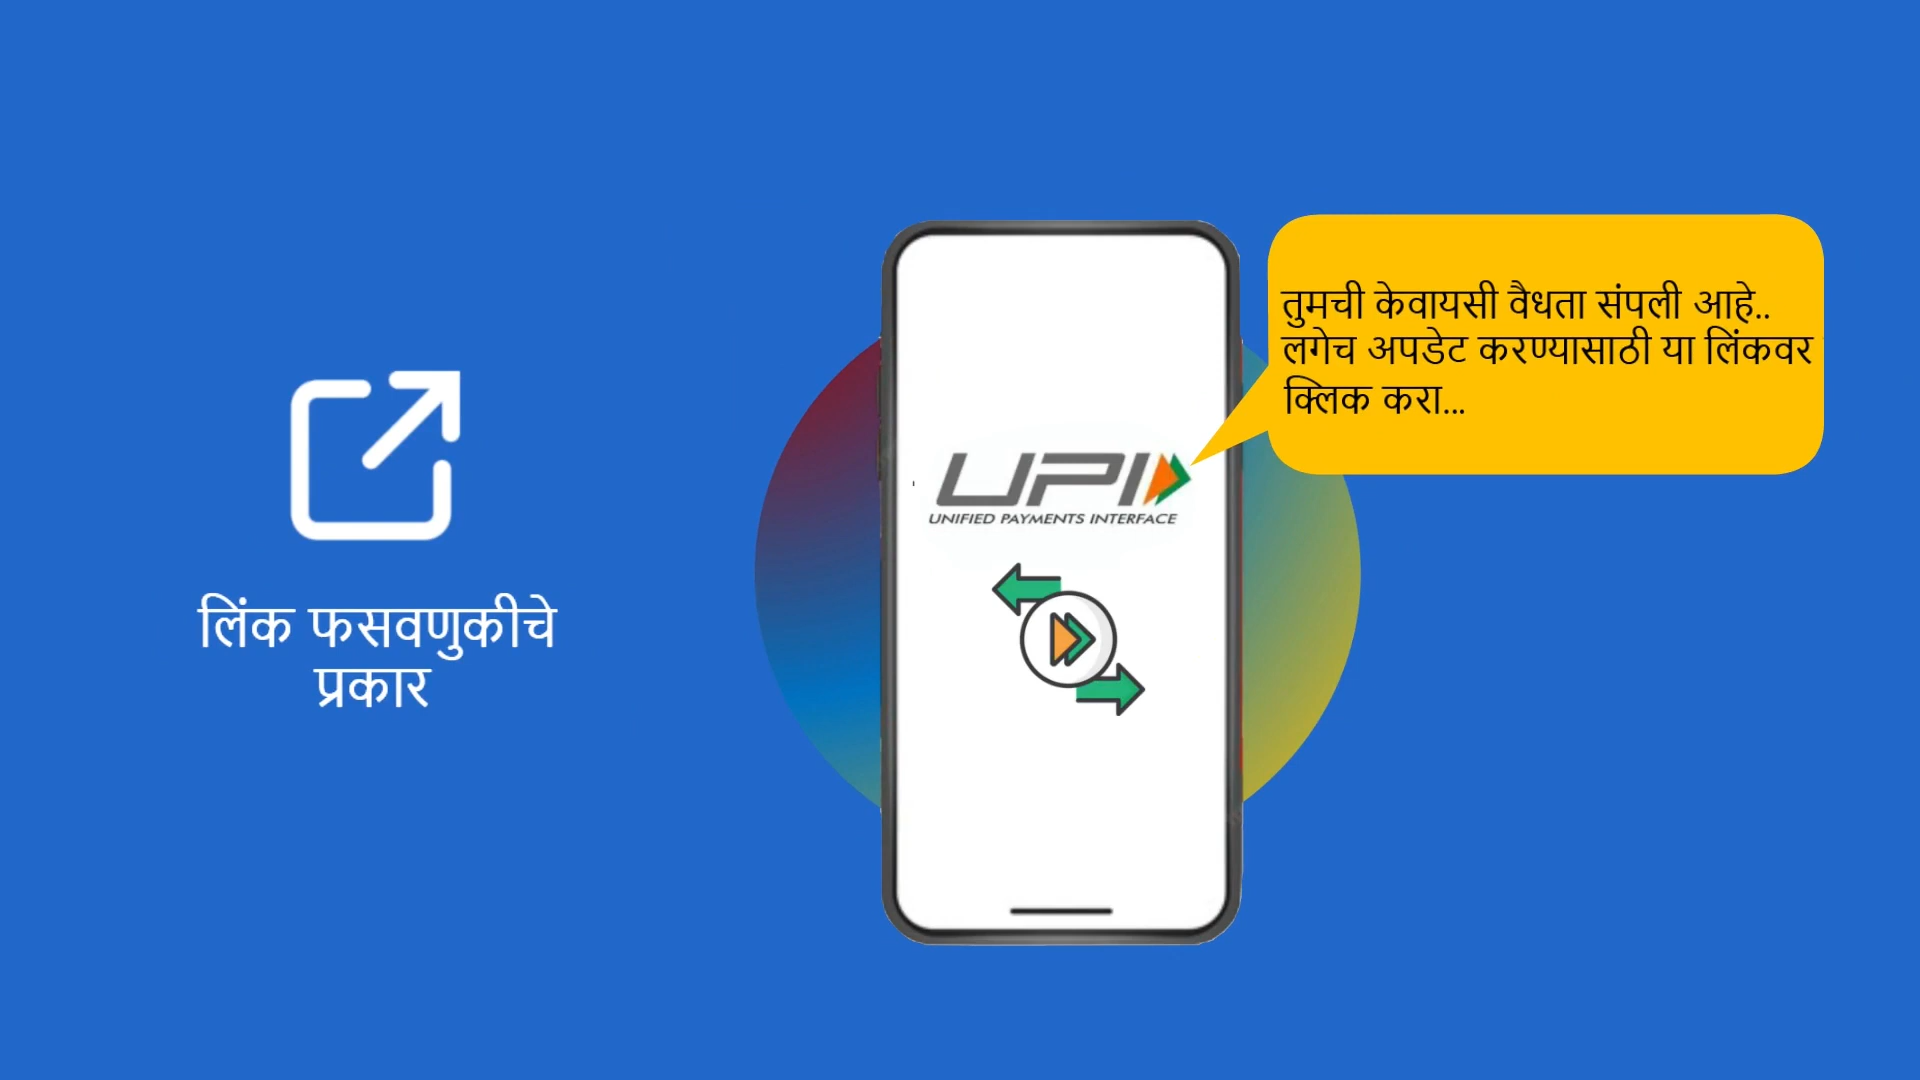 लिंक फसवणुकीचे
प्रकार
तुमची केवायसी वैधता संपली आहे..
लगेच अपडेट करण्यासाठी या लिंकवर
क्लिक करा...
UPI
UNIFIED PAYMENTS INTERFACE